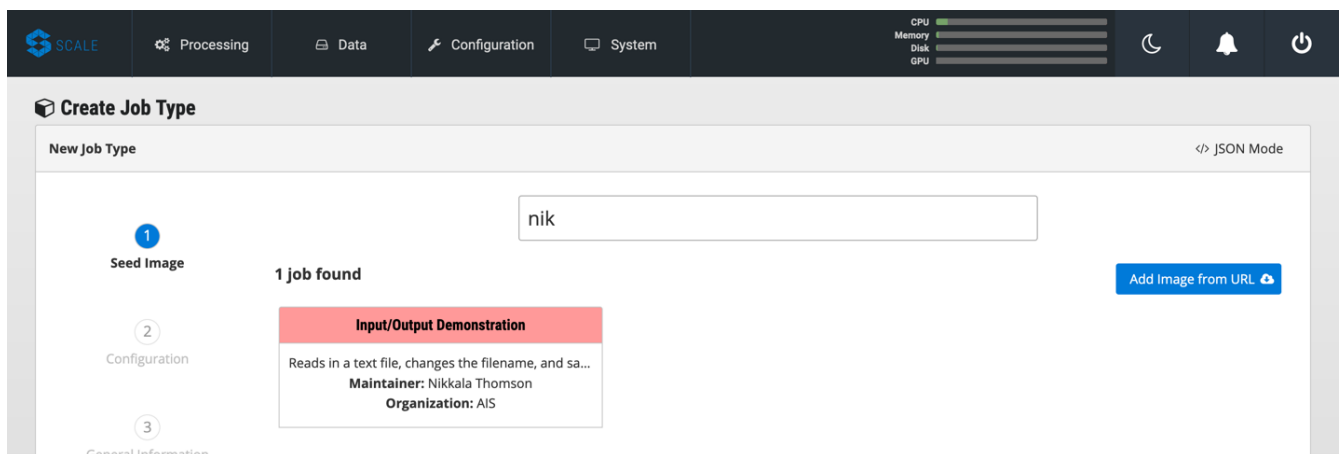 SCALE
Processing
Data
Configuration
System
CPU
Memory
Disk
GPU
Create Job Type
New Job Type
</> JSON Mode
nik
1
Seed Image
1 job found
Add Image from URL
Input/Output Demonstration
2
Configuration
Reads in a text file, changes the filename, and sa...
Maintainer: Nikkala Thomson
Organization: AIS
3
General Information